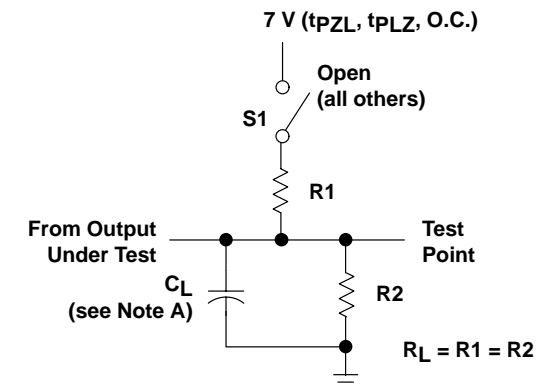 7 V (tPZL, tPLZ, O.C.)
Open
(all others)
S1
R1
From Output
Under Test
Test
Point
CL
(see Note A)
R2
RL = R1 = R2